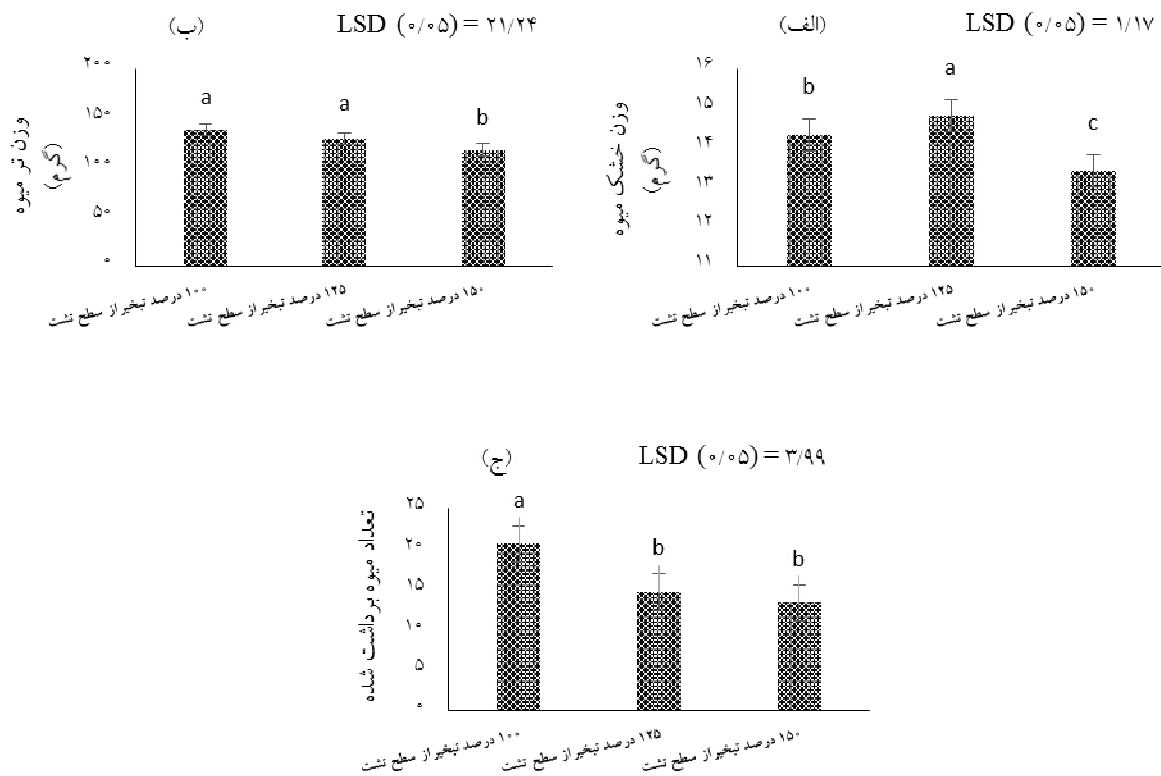 (الف)
LSD (۰/۰۵) = ۱/۱۷
وزن خشک میوه
(گرم)
۱۶
۱۵
۱۴
۱۳
۱۲
۱۱
b
a
c
۱۰۰ درصد تبخیر از سطح تشت
۱۲۵ درصد تبخیر از سطح تشت
۱۵۰ درصد تبخیر از سطح تشت
(ب)
LSD (۰/۰۵) = ۲۱/۲۴
وزن تر میوه
(گرم)
۲۰۰
۱۵۰
۱۰۰
۵۰
۰
a
a
b
۱۰۰ درصد تبخیر از سطح تشت
۱۲۵ درصد تبخیر از سطح تشت
۱۵۰ درصد تبخیر از سطح تشت
(ج)
LSD (۰/۰۵) = ۳/۹۹
تعداد میوه برداشت شده
۲۵
۲۰
۱۵
۱۰
۵
۰
a
b
b
۱۰۰ درصد تبخیر از سطح تشت
۱۲۵ درصد تبخیر از سطح تشت
۱۵۰ درصد تبخیر از سطح تشت